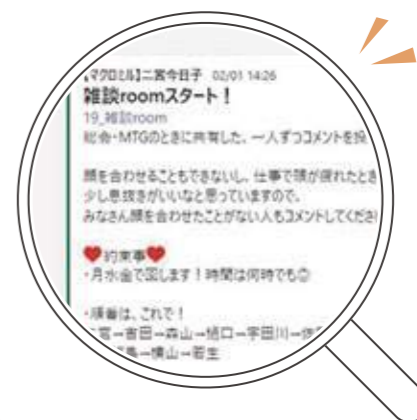 【マクロミル】二宮今日子 02/01 14:26
雑談roomスタート！
19_雑談room
総会・MTGのときに共有した、一人ずつコメントを投
顔を合わせることもできないし、仕事で頭が疲れたとき
少し息抜きがいいなと思っていますので。
みなさん顔を合わせたことがない人もコメントしてくださ
❤約束事❤
・月水金で回します！時間は何時でも☺
・順番は、これで！
宮→吉田→森山→樋口→宇田川→
→横山→若生